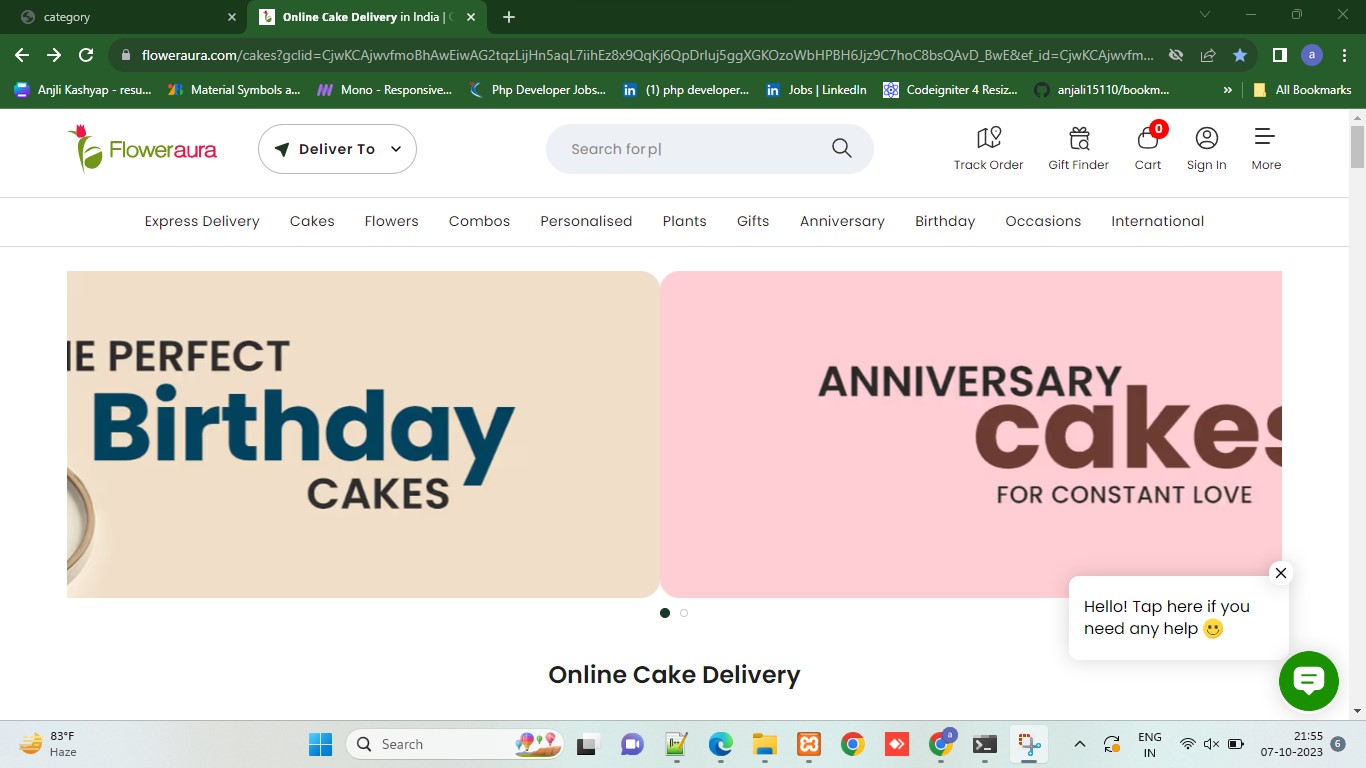 category
Online Cake Delivery in India |
floweraura.com/cakes?gclid=CjwKCAjwvfmoBhAwEiwAG2tqzLijHn5aqL7iihEz8x9QqKj6QpDrIuj5ggXGKOzoWbHPBH6Jjz9C7hoC8bsQAvD_BwE&ef_id=CjwKCAjwvfm...
a
Anjli Kashyap - resu...
Material Symbols a...
Mono - Responsive...
Php Developer Jobs...
(1) php developer...
Jobs | LinkedIn
Codeigniter 4 Resiz...
anjali15110/bookm...
»
All Bookmarks
Floweraura
Deliver To
Search for p|
Track Order
Gift Finder
0
Cart
Sign In
More
Express Delivery
Cakes
Flowers
Combos
Personalised
Plants
Gifts
Anniversary
Birthday
Occasions
International
PERFECT
Birthday
CAKES
ANNIVERSARY
cakes
FOR CONSTANT LOVE
Hello! Tap here if you
need any help
Online Cake Delivery
83°F
Haze
Search
a
ENG
IN
21:55
07-10-2023
6